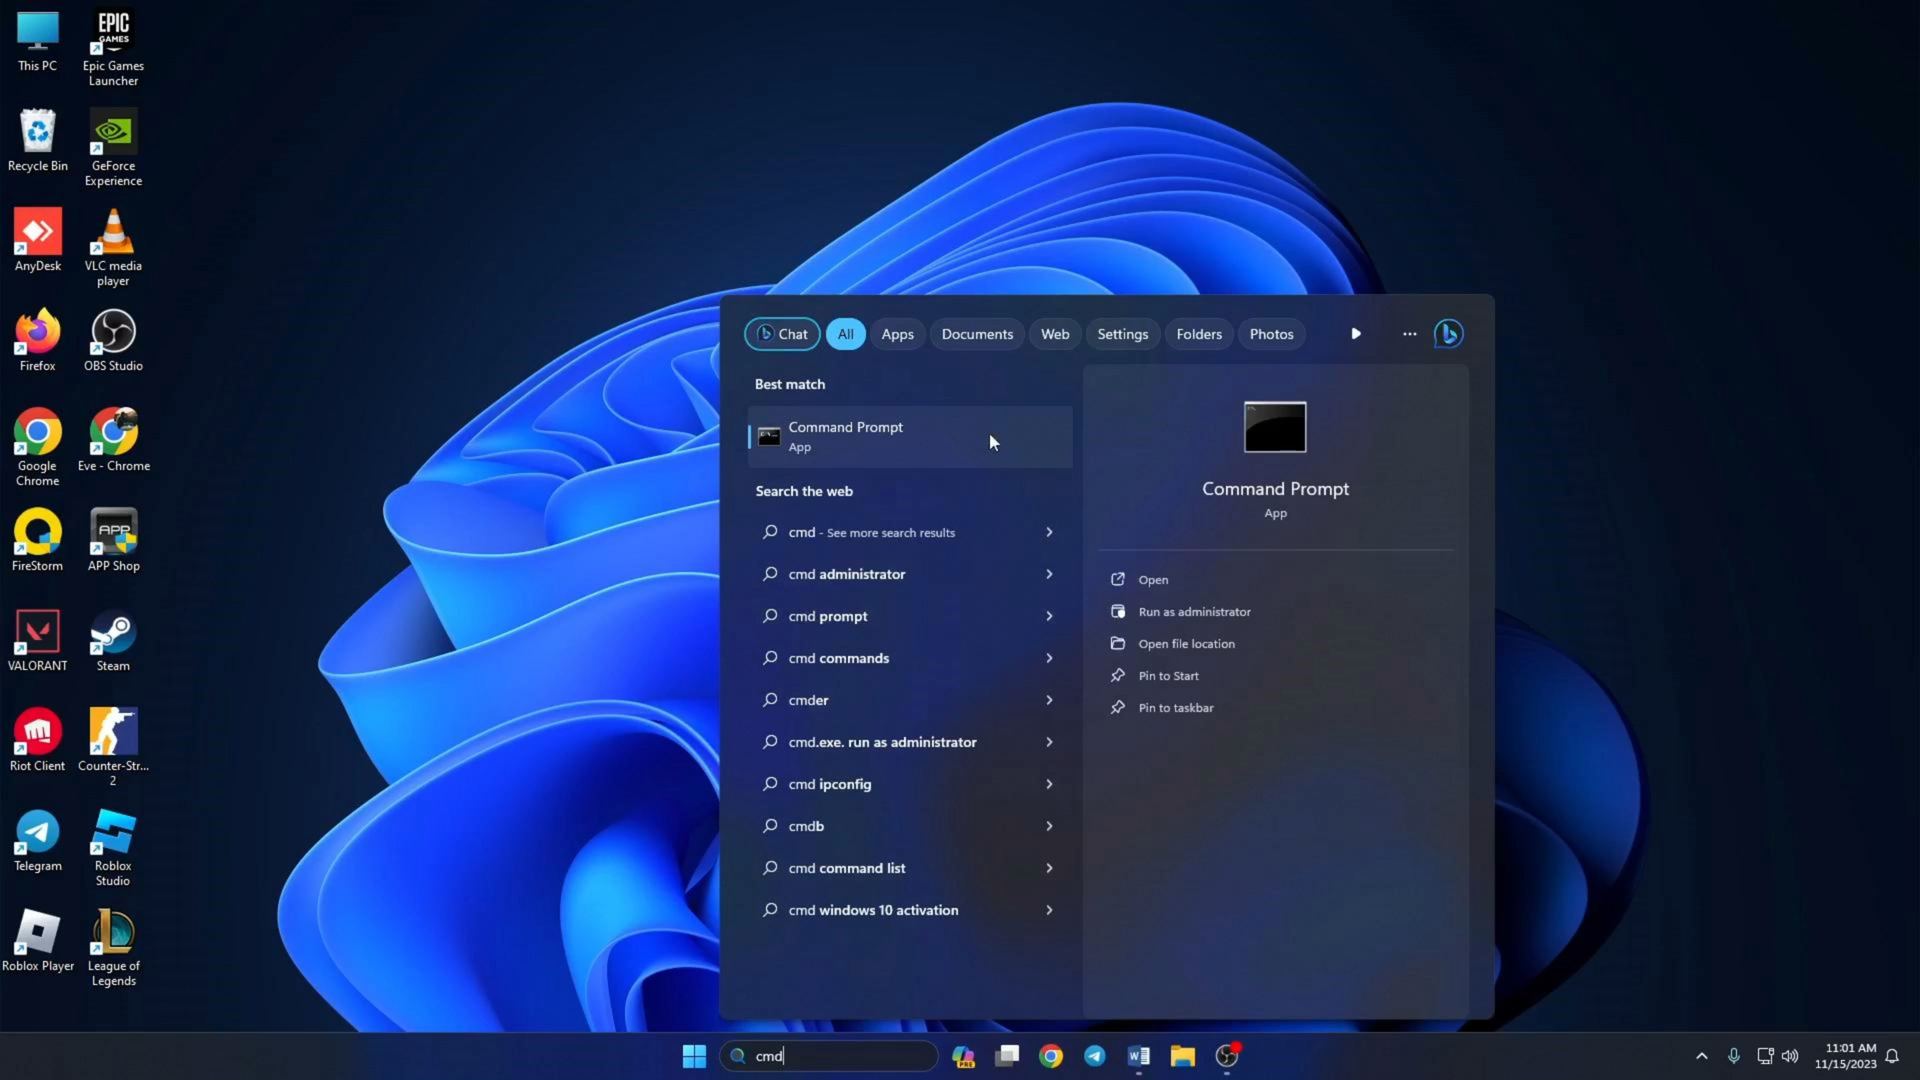 This PC
EPIC
GAMES
Epic Games
Launcher
Recycle Bin
GeForce
Experience
AnyDesk
VLC media
player
Firefox
OBS Studio
Google
Chrome
Eve - Chrome
FireStorm
APP
APP Shop
VALORANT
Steam
Riot Client
Counter-Str...
2
Telegram
Roblox
Studio
Roblox Player
League of
Legends
Chat
All
Apps
Documents
Web
Settings
Folders
Photos
Best match
Command Prompt
App
Search the web
cmd - See more search results
cmd administrator
cmd prompt
cmd commands
cmder
cmd.exe. run as administrator
cmd ipconfig
cmdb
cmd command list
cmd windows 10 activation
Command Prompt
App
Open
Run as administrator
Open file location
Pin to Start
Pin to taskbar
cmd
PRE
W
11:01 AM
11/15/2023